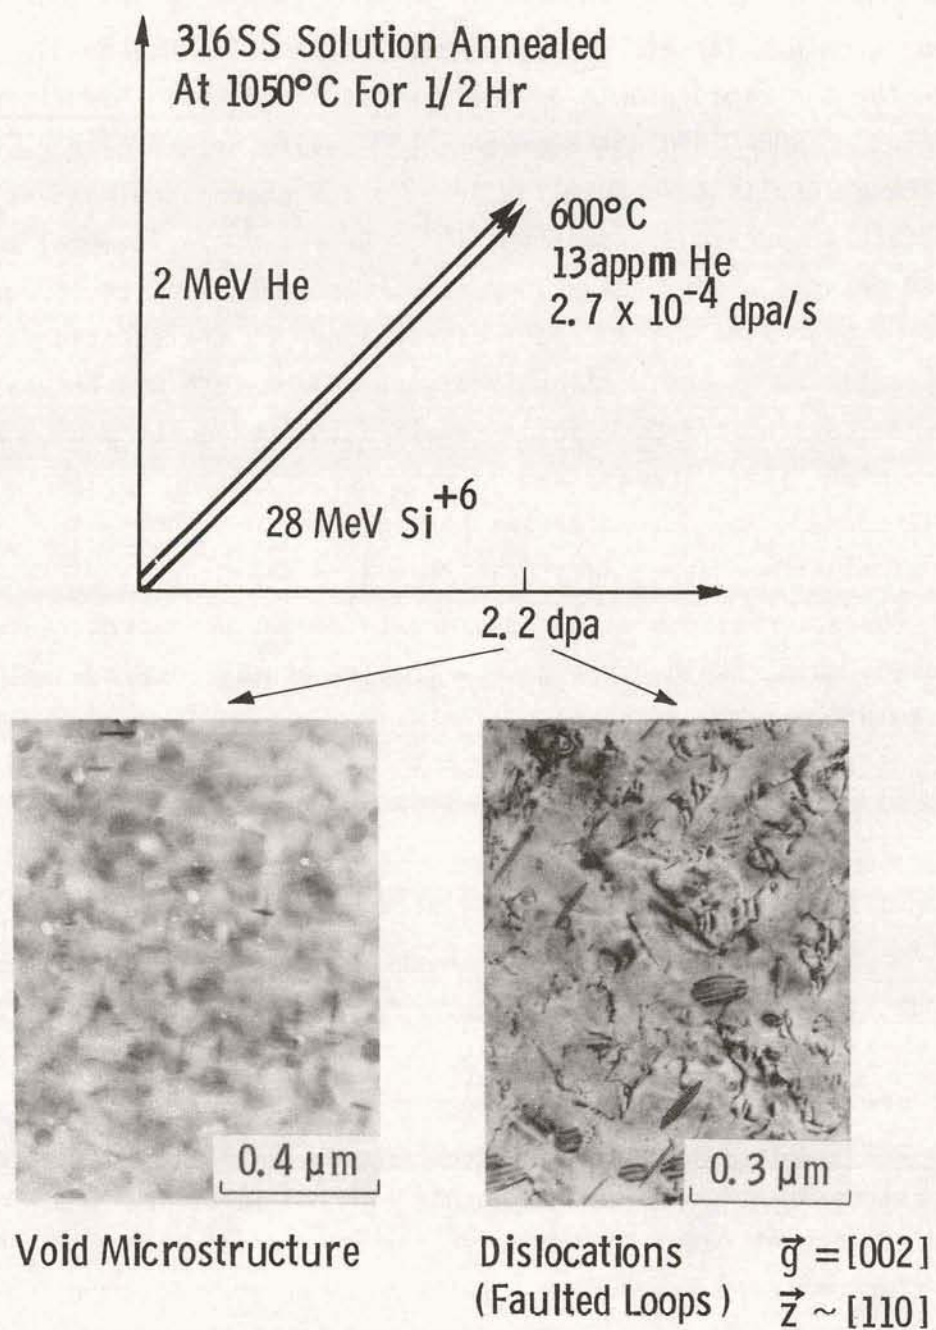 316SS Solution Annealed
At 1050°C For 1/2 Hr
600°C
13appm He
2.7 x 10⁻⁴ dpa/s
2 MeV He
28 MeV Si⁺⁶
2.2 dpa
0.4 μm
0.3 μm
Void Microstructure
Dislocations
(Faulted Loops)
g⃗ = [002]
z⃗ ~ [110]